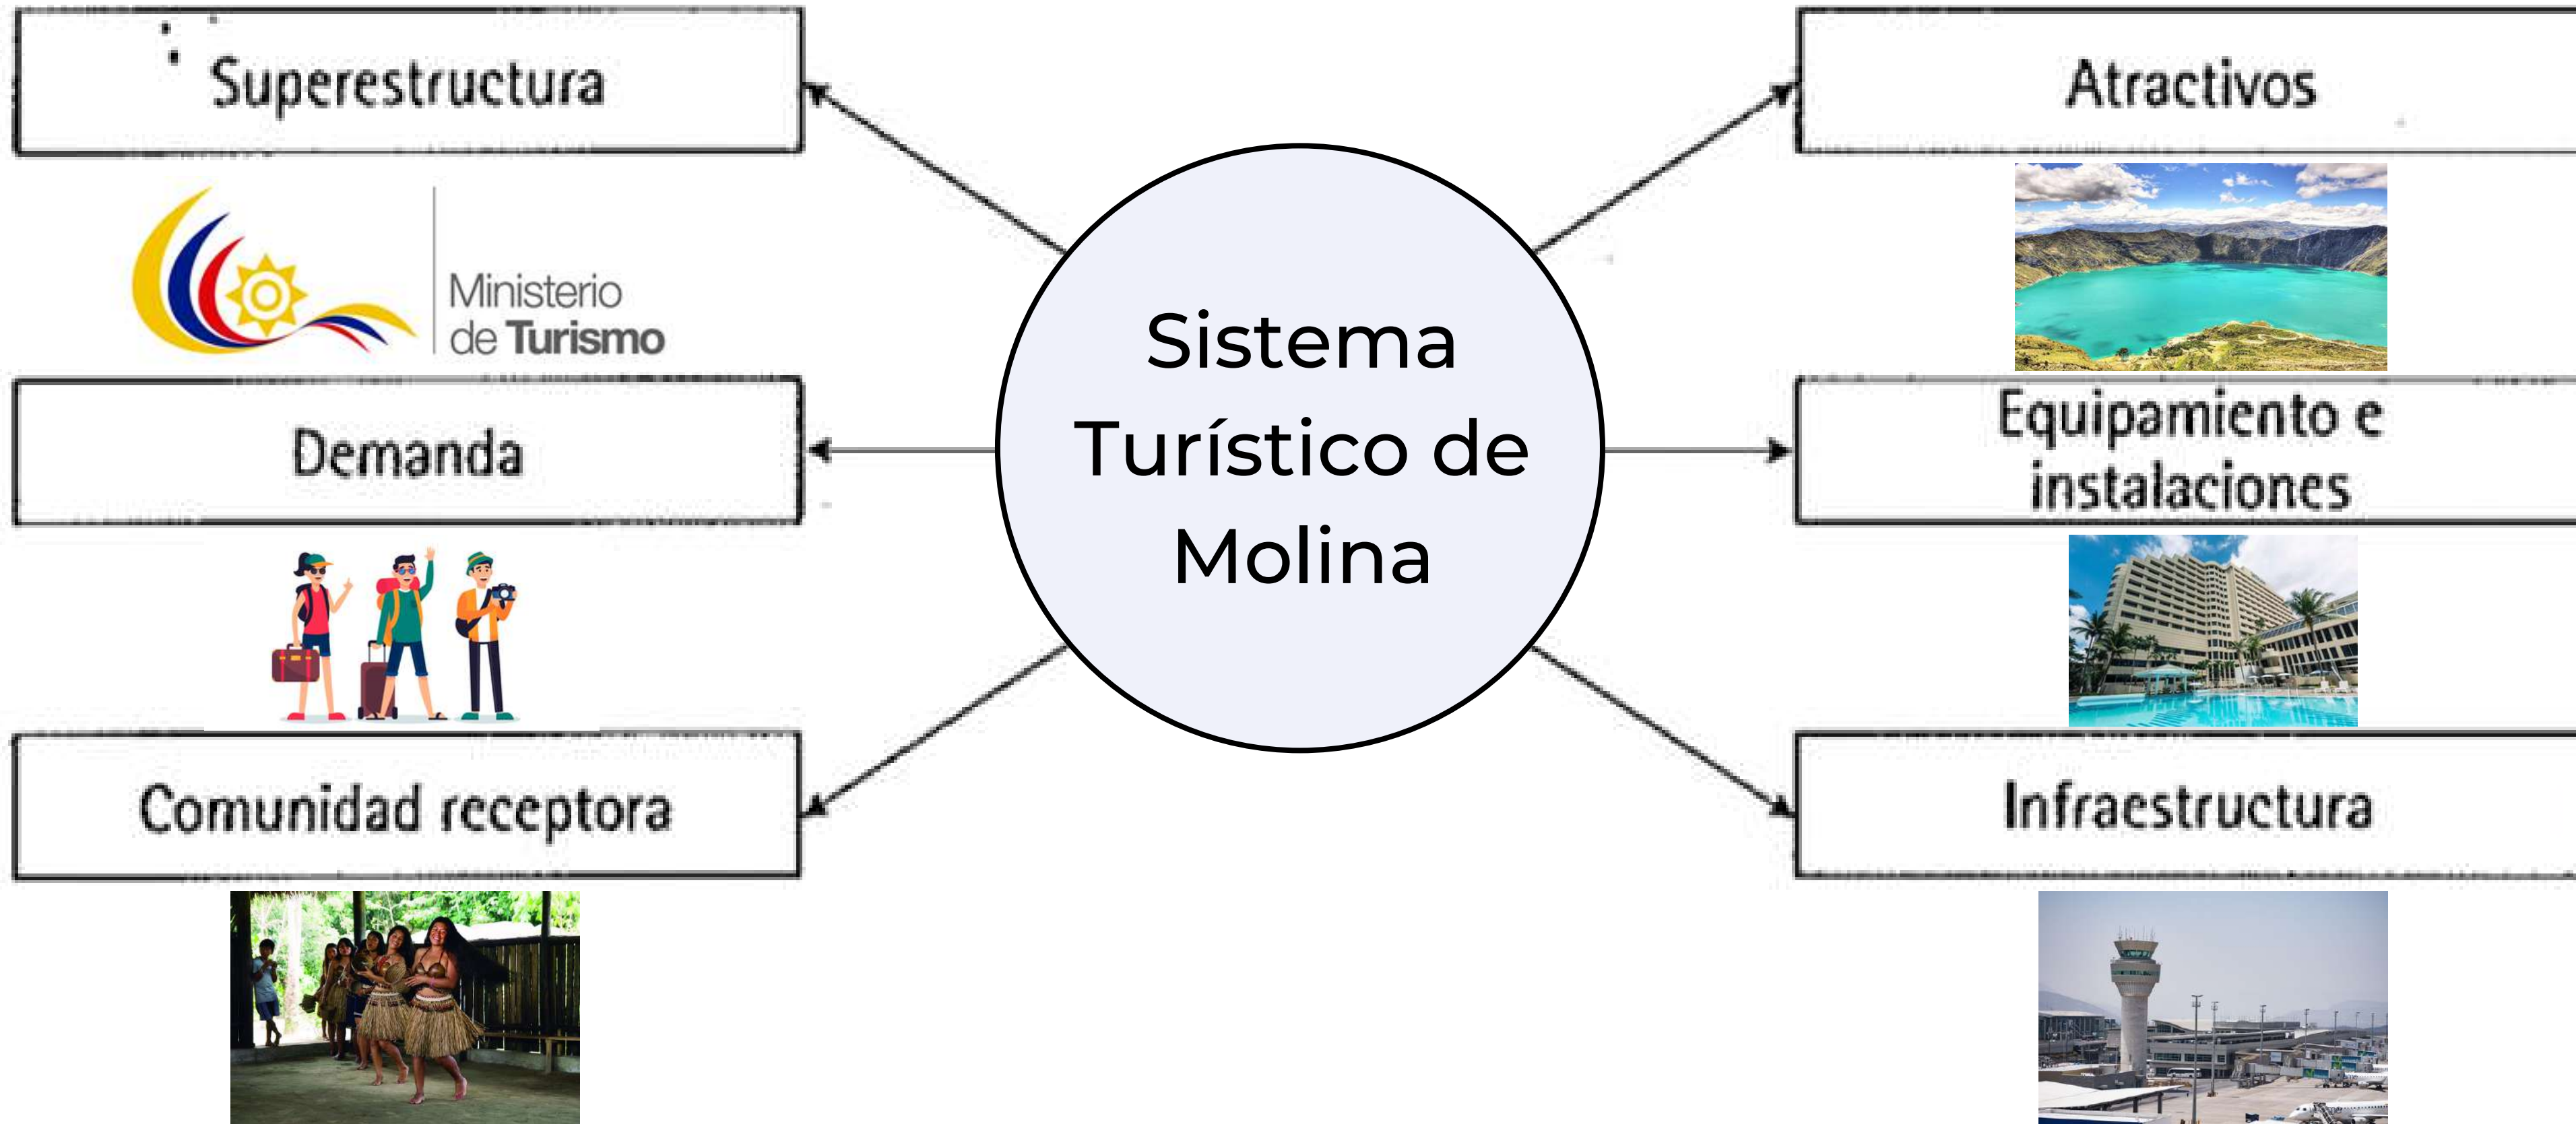 Superestructura
Ministerio
de Turismo
Demanda
Comunidad receptora
Sistema
Turístico de
Molina
Atractivos
Equipamiento e
instalaciones
Infraestructura